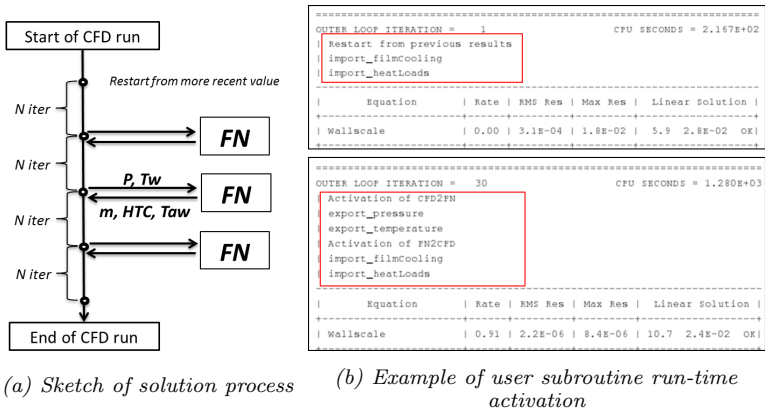 Start of CFD run
Restart from more recent value
N iter
FN
N iter
P, Tw
FN
m, HTC, Taw
N iter
FN
N iter
End of CFD run
(a) Sketch of solution process
OUTER LOOP ITERATION = 1 CPU SECONDS = 2.167E+02
| Restart from previous results
| import_filmCooling
| import_heatLoads
| Equation | Rate | RMS Res | Max Res | Linear Solution |
| Wallscale | 0.00 | 3.1E-04 | 1.8E-02 | 5.9 2.8E-02 OK|
OUTER LOOP ITERATION = 30 CPU SECONDS = 1.280E+03
| Activation of CFD2FN
| export_pressure
| export_temperature
| Activation of FN2CFD
| import_filmCooling
| import_heatLoads
| Equation | Rate | RMS Res | Max Res | Linear Solution |
| Wallscale | 0.91 | 2.2E-06 | 8.4E-06 | 10.7 2.4E-02 OK|
(b) Example of user subroutine run-time
activation